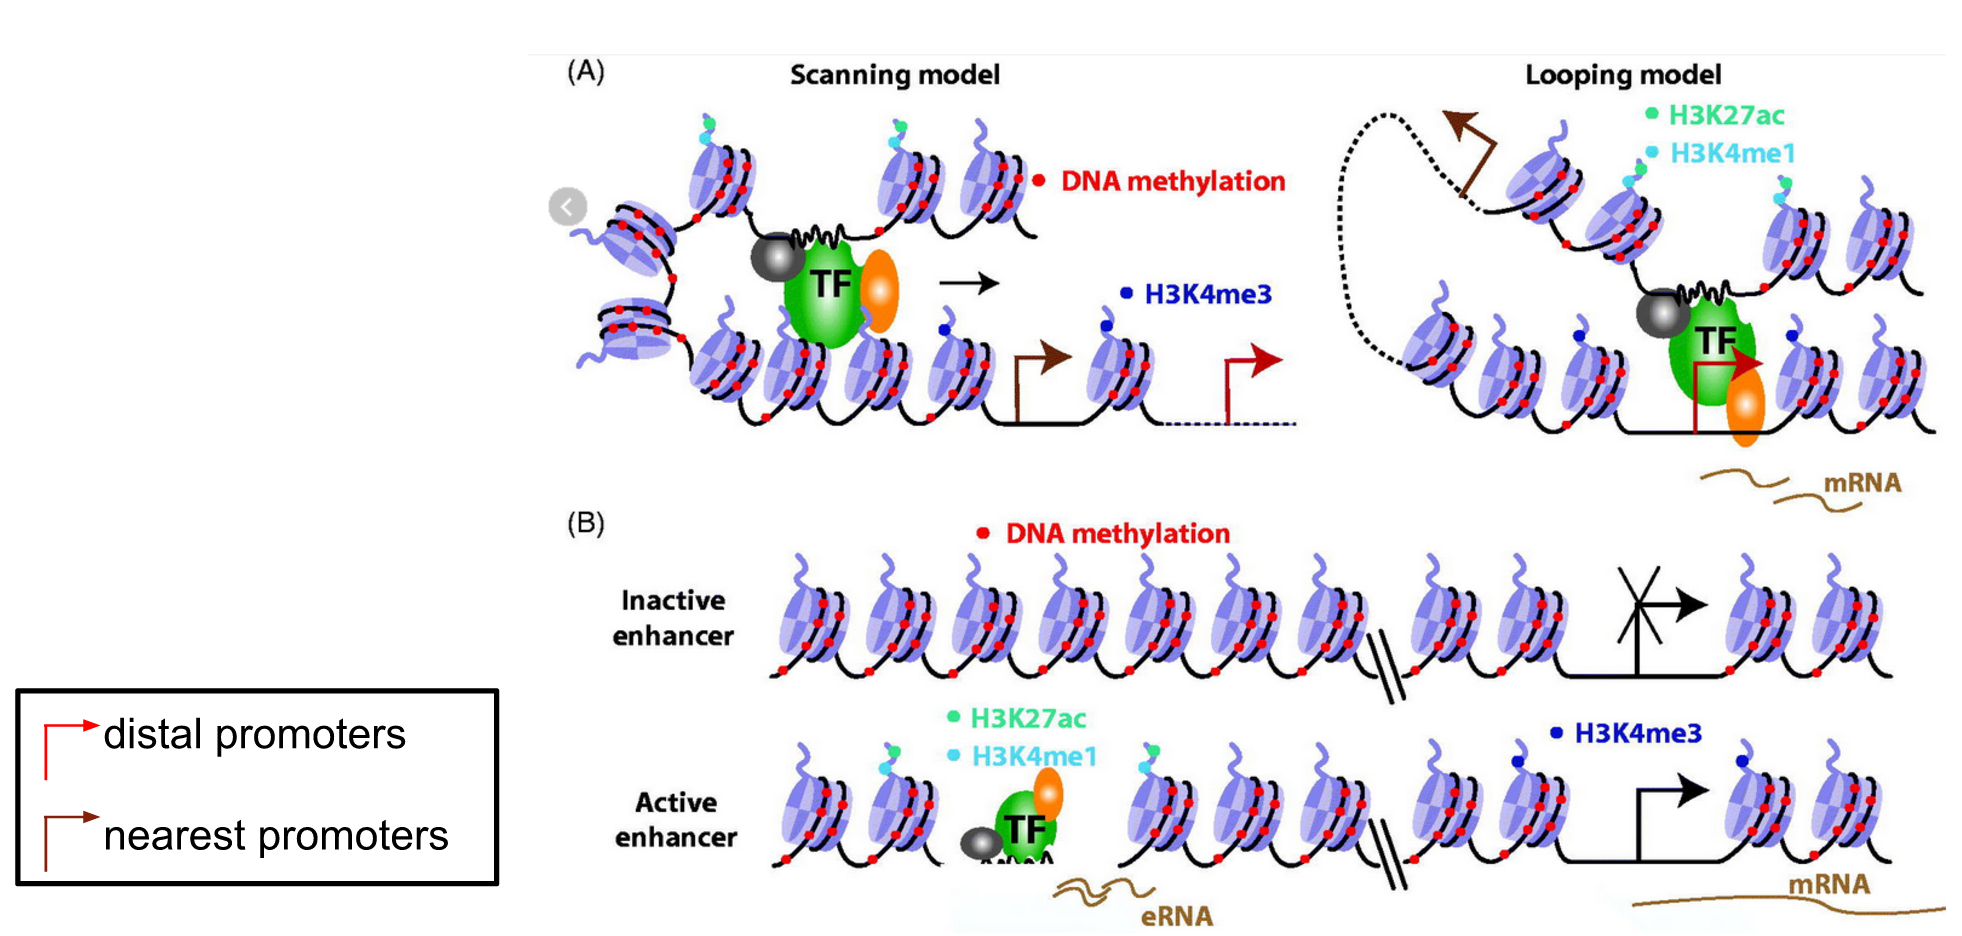 (A)
Scanning model
Looping model
H3K27ac
H3K4me1
DNA methylation
TF
H3K4me3
TF
mRNA
(B)
DNA methylation
Inactive
enhancer
H3K27ac
H3K4me1
H3K4me3
Active
enhancer
TF
eRNA
mRNA
distal promoters
nearest promoters